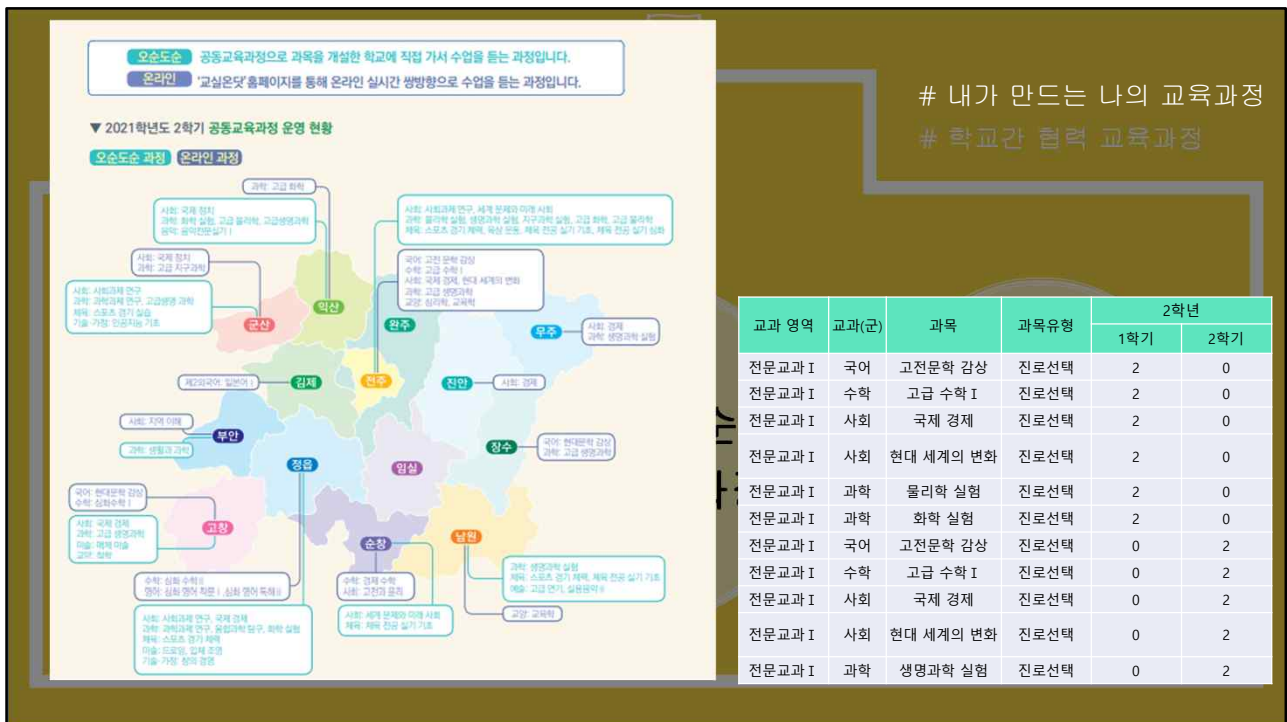 오순도순 공동교육과정으로 과목을 개설한 학교에 직접 가서 수업을 듣는 과정입니다.
온라인 '교실온닷'홈페이지를 통해 온라인 실시간 쌍방향으로 수업을 듣는 과정입니다.
▼ 2021학년도 2학기 공동교육과정 운영 현황
오순도순 과정 온라인 과정
과학: 고급 화학
사회: 국제 정치
과학: 화학 실험, 고급 물리학, 고급생명과학
음악: 음악전문실기 Ⅰ
사회: 사회과제 연구, 세계 문제와 미래 사회
과학: 물리학 실험, 생명과학 실험, 지구과학 실험, 고급 화학, 고급 물리학
체육: 스포츠 경기 체력, 육상 운동, 체육 전공 실기 기초, 체육 전공 실기 심화
사회: 국제 정치
과학: 고급 지구과학
국어: 고전 문학 감상
수학: 고급 수학 Ⅰ
사회: 국제 경제, 현대 세계의 변화
과학: 고급 생명과학
교양: 심리학, 교육학
사회: 사회과제 연구
과학: 과학과제 연구, 고급생명 과학
체육: 스포츠 경기 실습
기술·가정: 인공지능 기초
군산
익산
완주
무주
사회: 경제
과학: 생명과학 실험
제2외국어: 일본어 Ⅰ
김제
전주
진안
사회: 경제
사회: 지역 이해
부안
과학: 생활과 과학
정읍
임실
장수
국어: 현대문학 감상
과학: 고급 생명과학
국어: 현대문학 감상
수학: 심화수학 Ⅰ
사회: 국제 경제
과학: 고급 생명과학
미술: 매체 미술
교양: 철학
고창
순창
남원
수학: 심화 수학 Ⅱ
영어: 심화 영어 작문 Ⅰ, 심화 영어 독해 Ⅱ
수학: 경제 수학
사회: 고전과 윤리
과학: 생명과학 실험
체육: 스포츠 경기 체력, 체육 전공 실기 기초
예술: 고급 연기, 실용음악 Ⅱ
교양: 교육학
사회: 사회과제 연구, 국제 경제
과학: 과학과제 연구, 융합과학 탐구, 화학 실험
체육: 스포츠 경기 체력
미술: 드로잉, 입체 조형
기술·가정: 창의 경영
사회: 세계 문제와 미래 사회
체육: 체육 전공 실기 기초
# 내가 만드는 나의 교육과정
# 학교간 협력 교육과정
교과 영역 교과(군) 과목 과목유형 2학년
1학기 2학기
전문교과Ⅰ 국어 고전문학 감상 진로선택 2 0
전문교과Ⅰ 수학 고급 수학Ⅰ 진로선택 2 0
전문교과Ⅰ 사회 국제 경제 진로선택 2 0
전문교과Ⅰ 사회 현대 세계의 변화 진로선택 2 0
전문교과Ⅰ 과학 물리학 실험 진로선택 2 0
전문교과Ⅰ 과학 화학 실험 진로선택 2 0
전문교과Ⅰ 국어 고전문학 감상 진로선택 0 2
전문교과Ⅰ 수학 고급 수학Ⅰ 진로선택 0 2
전문교과Ⅰ 사회 국제 경제 진로선택 0 2
전문교과Ⅰ 사회 현대 세계의 변화 진로선택 0 2
전문교과Ⅰ 과학 생명과학 실험 진로선택 0 2